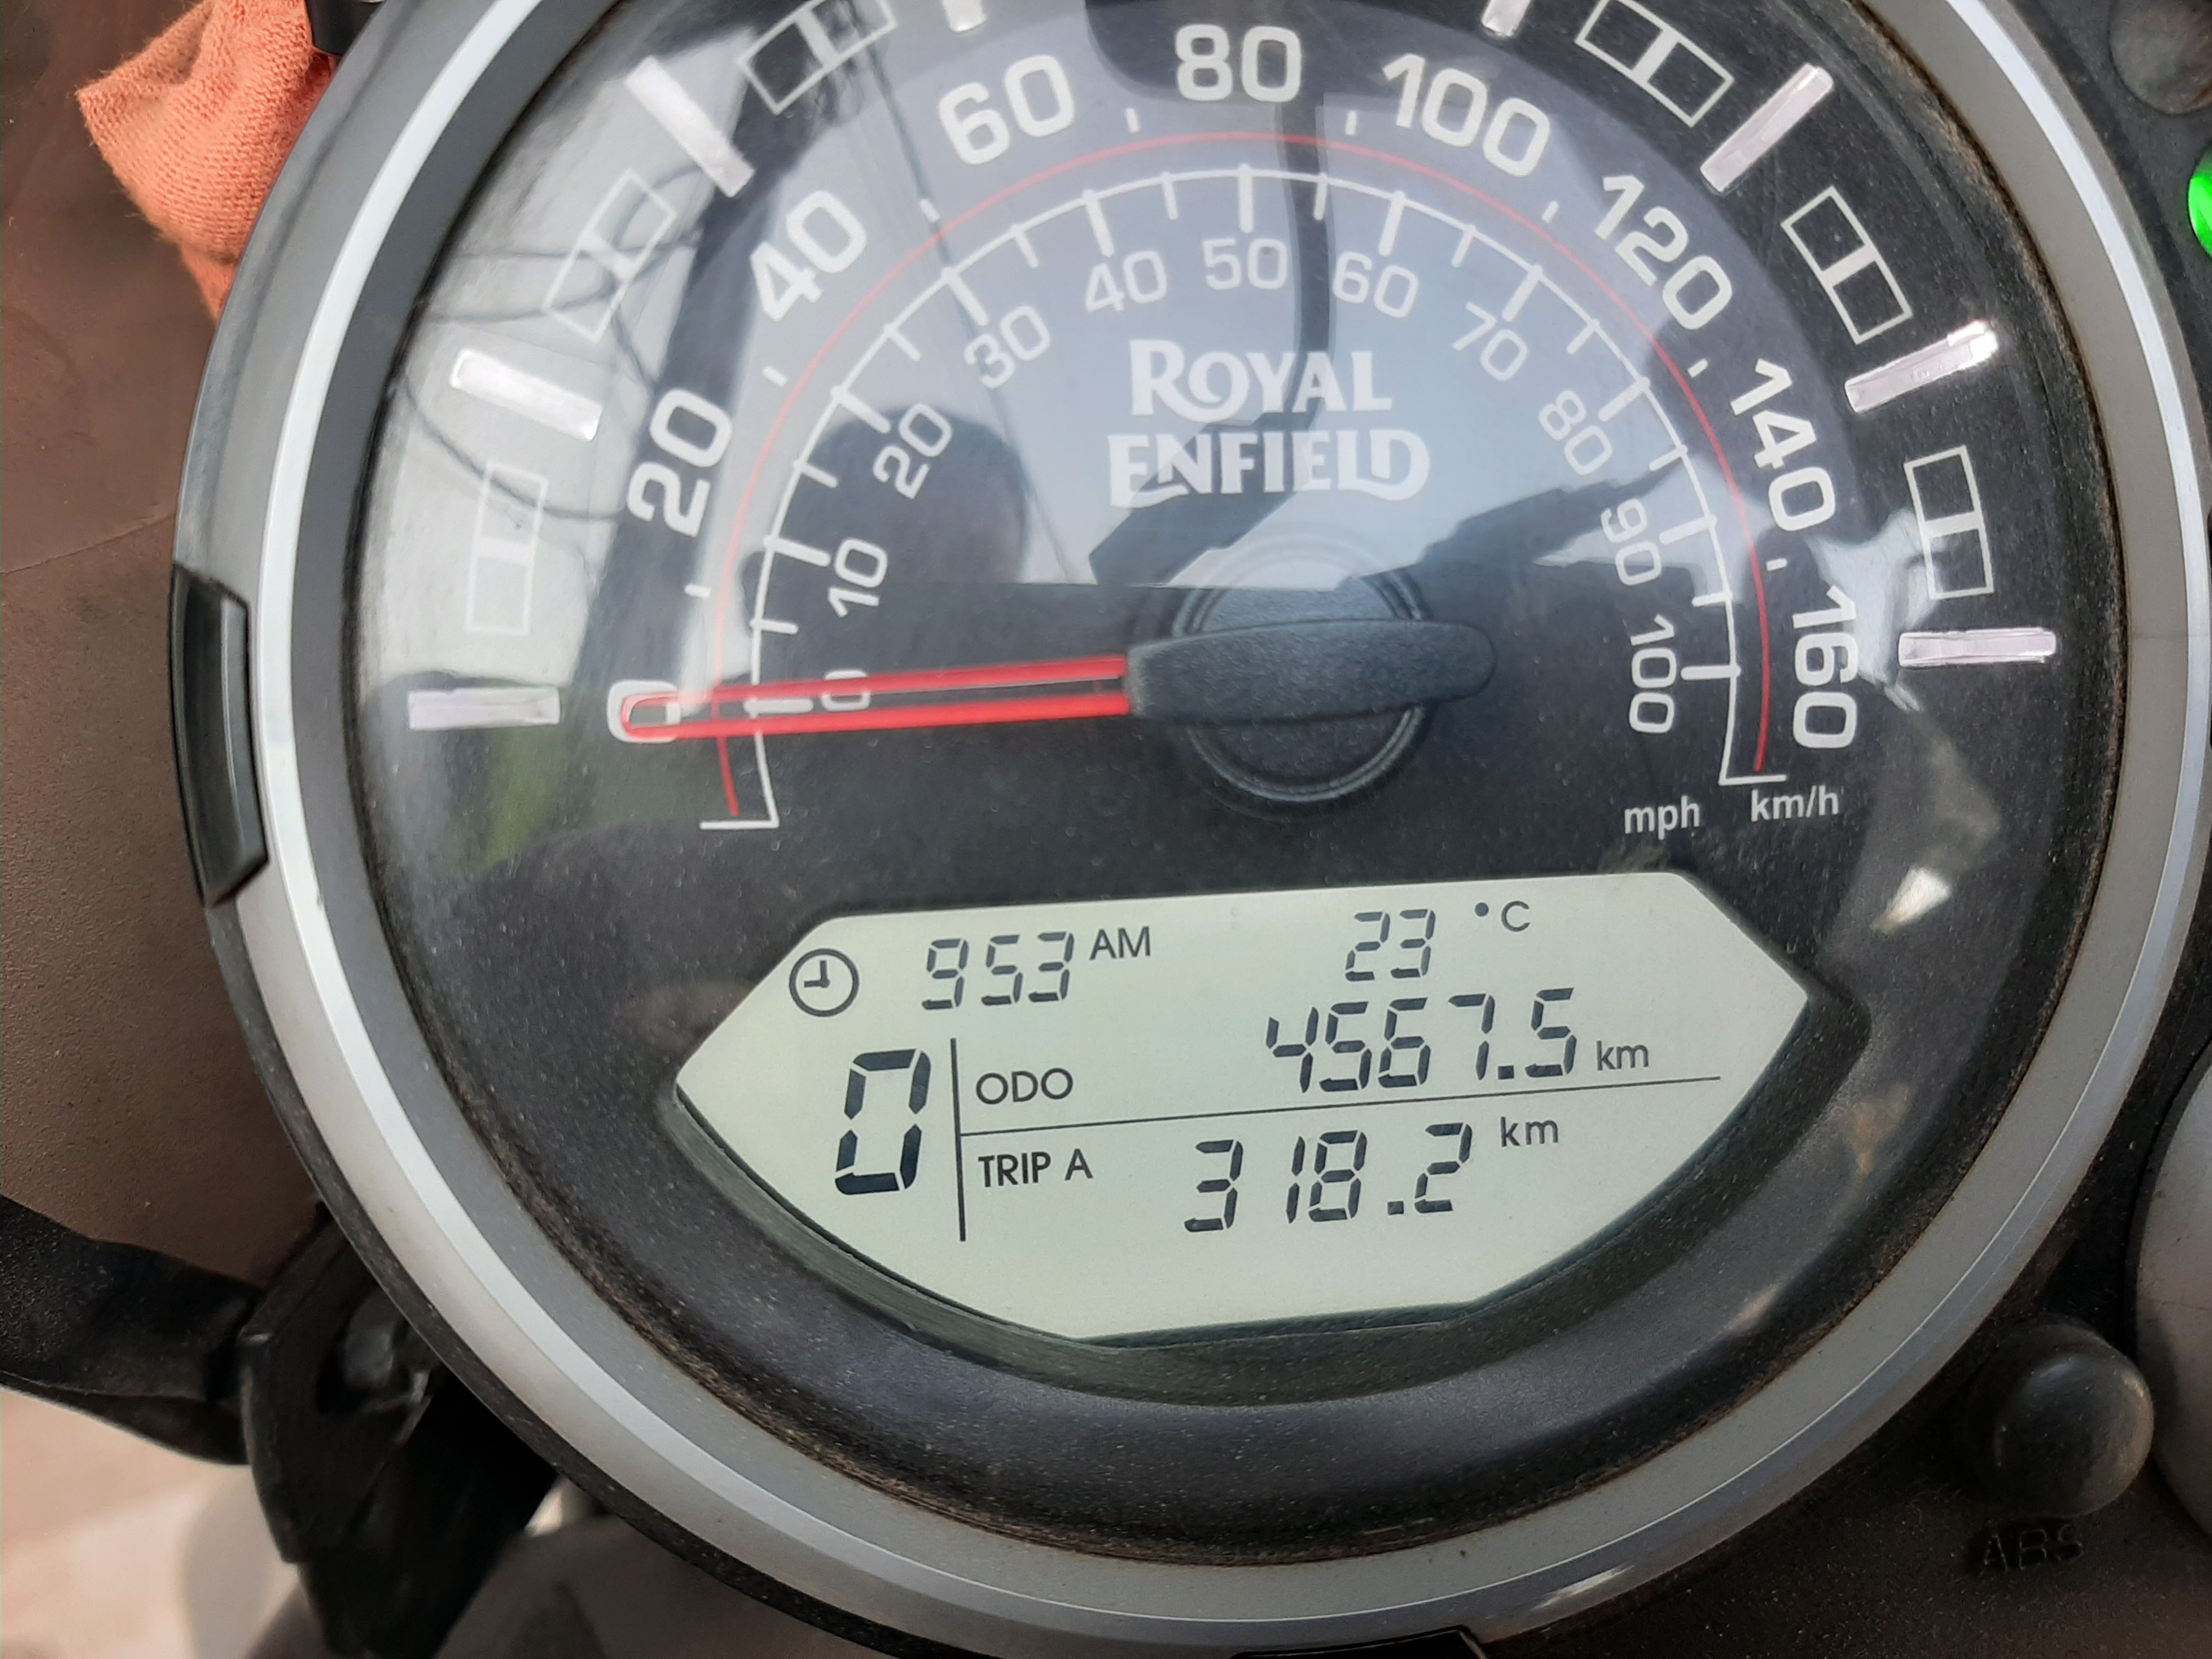 20 40 60 80 100 120 140 160
0 10 20 30 40 50 60 70 80 90 100
0
ROYAL
ENFIELD
mph km/h
953 AM 23 °C
0 ODO 4567.5 km
TRIP A 318.2 km
ABS